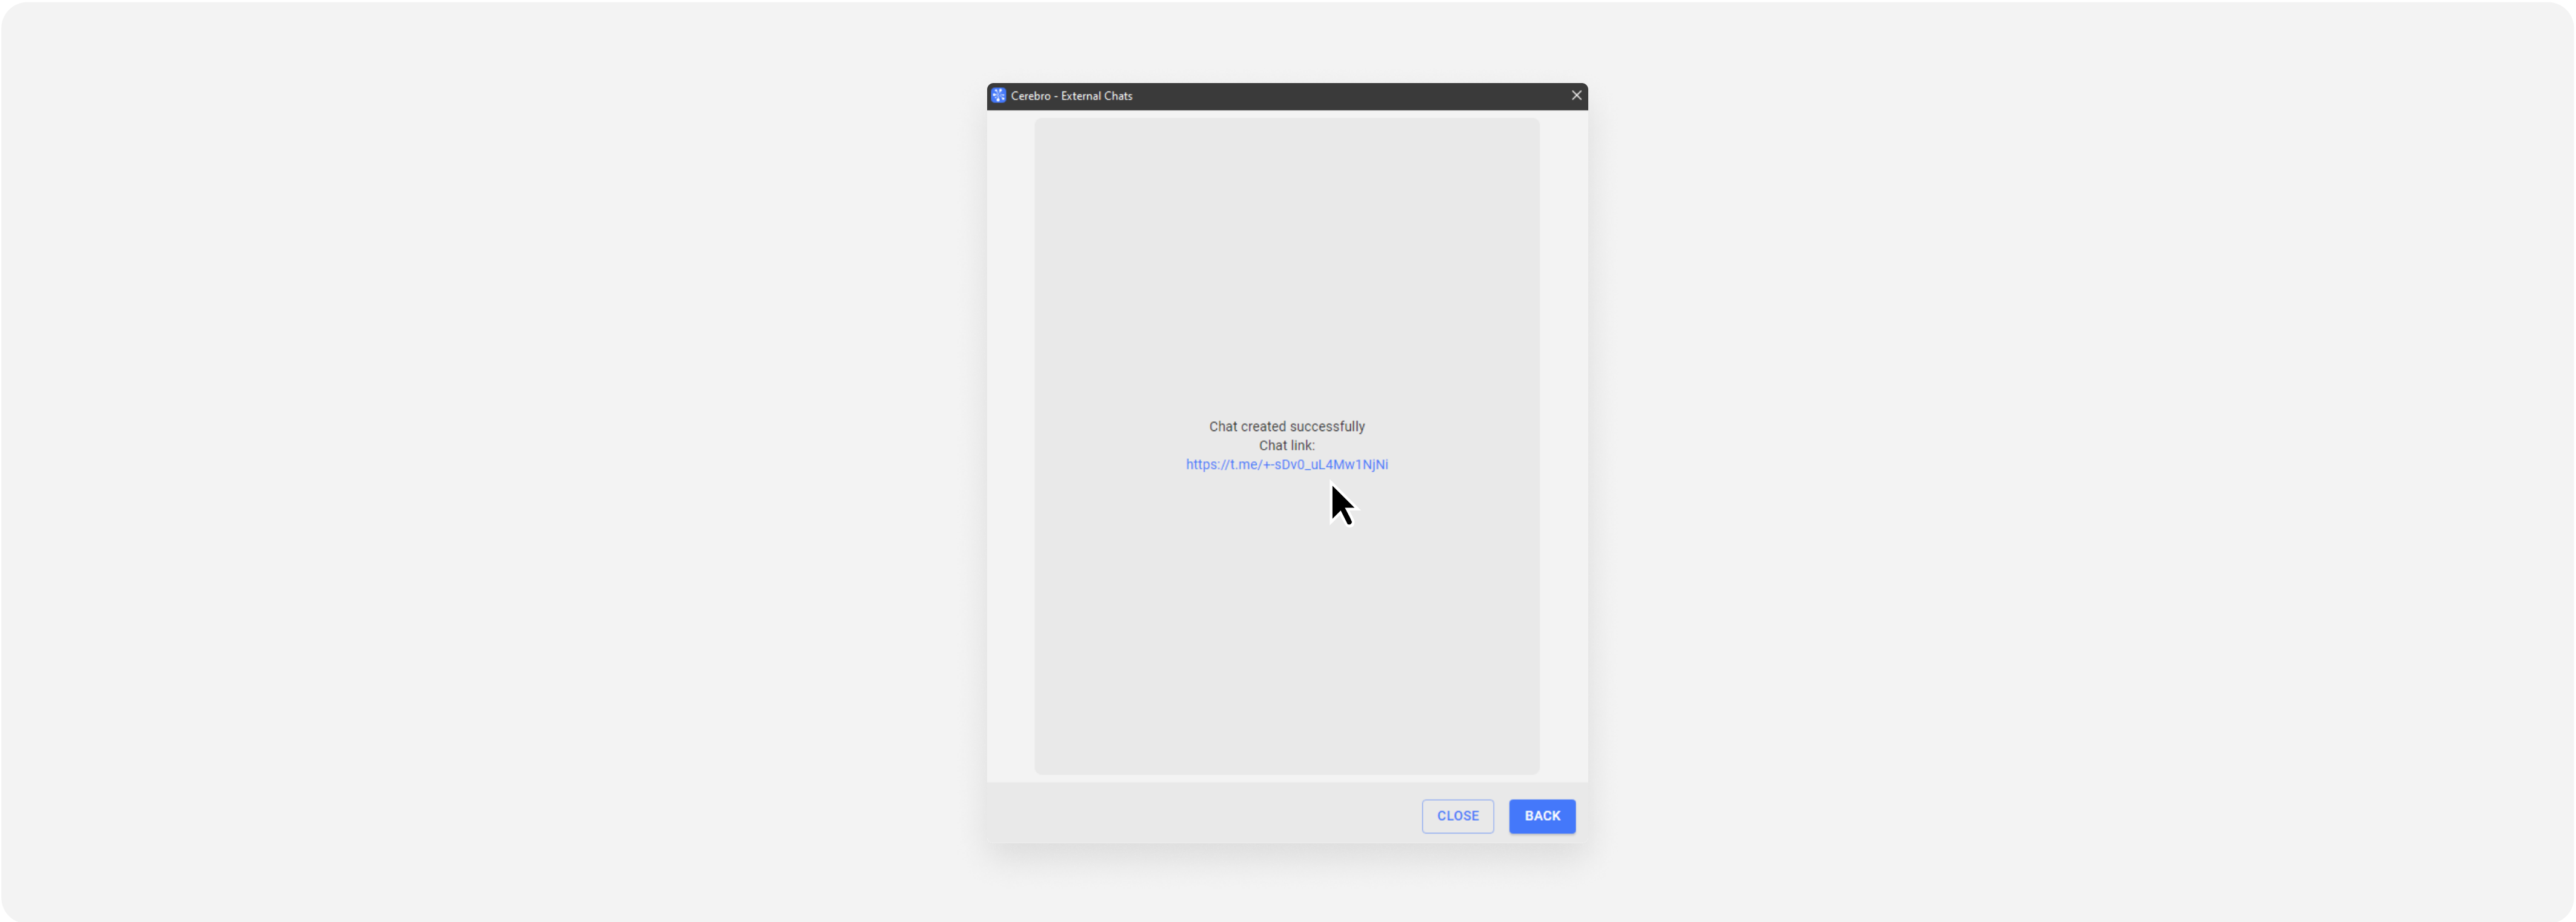 Cerebro - External Chats
Chat created successfully
Chat link:
https://t.me/+-sDv0_uL4Mw1NjNi
CLOSE
BACK